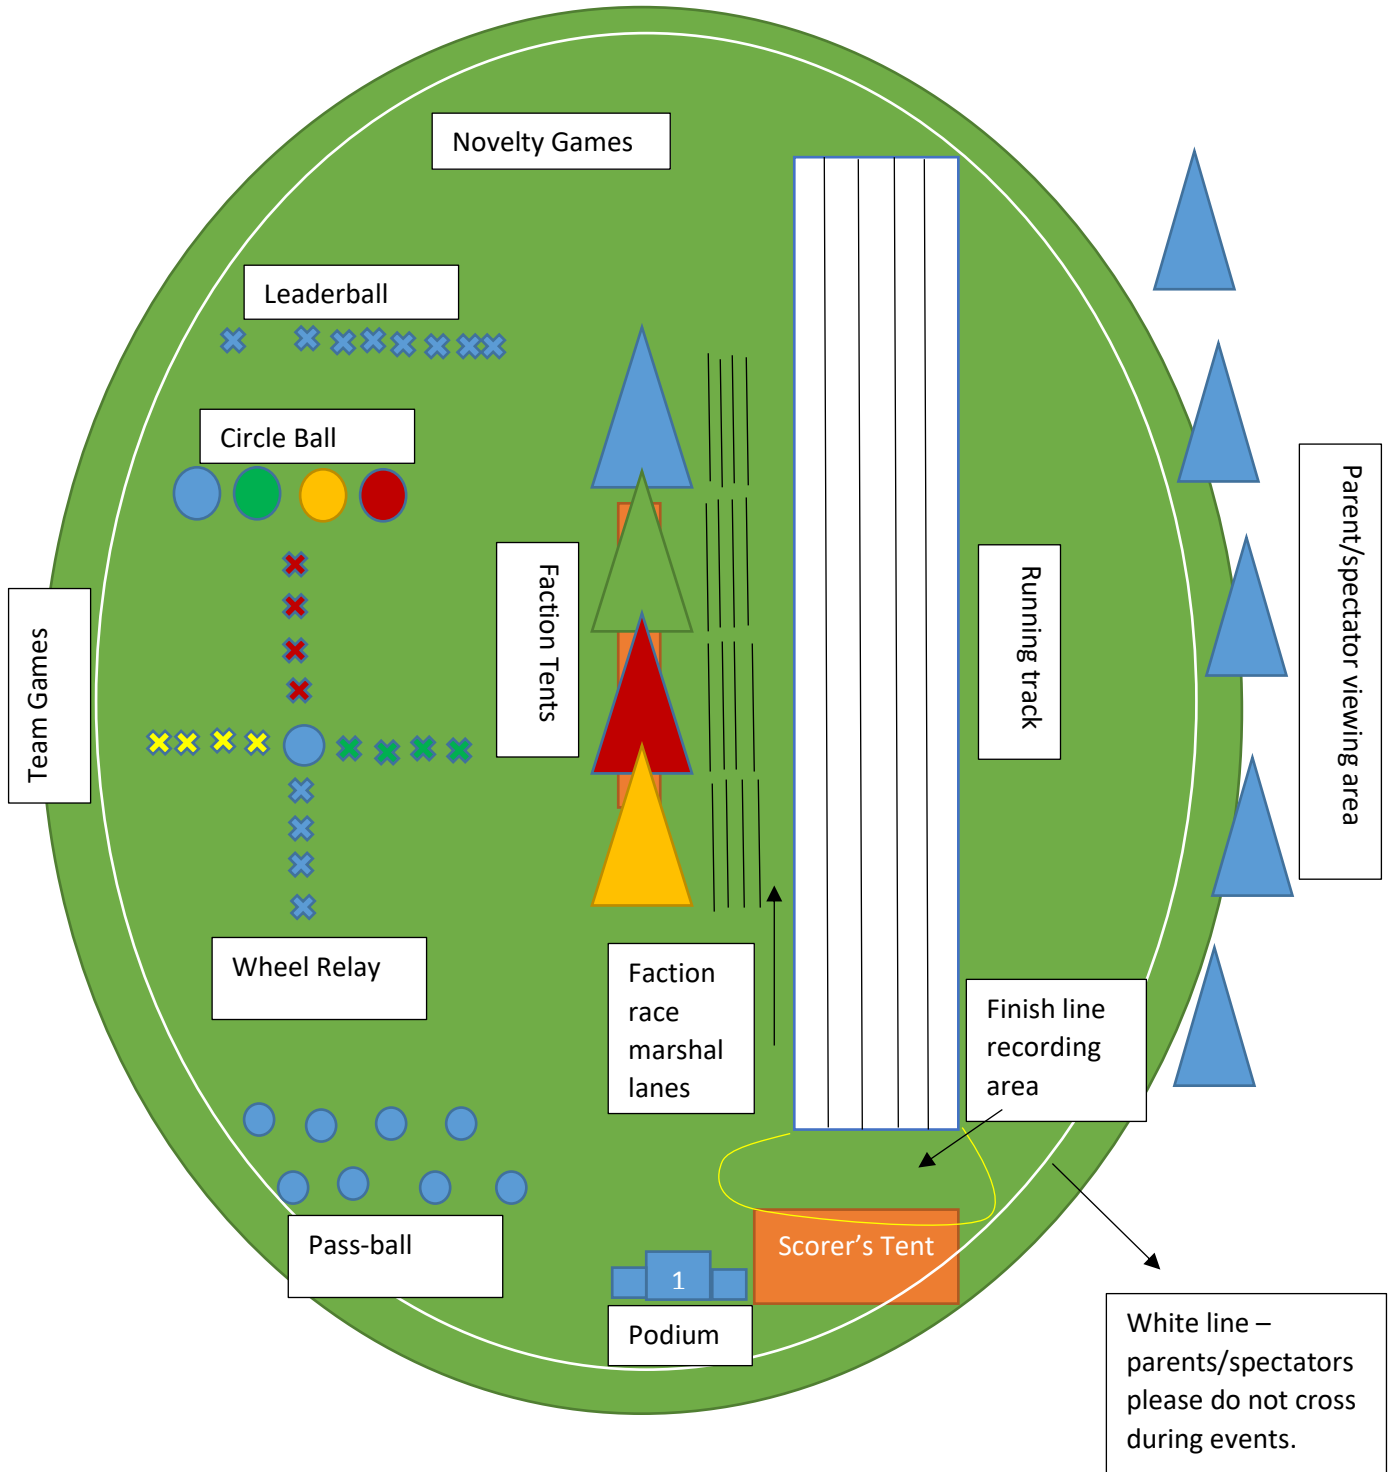 Novelty Games
Leaderball
Circle Ball
Team Games
Faction Tents
Running track
Parent/spectator viewing area
Wheel Relay
Faction
race
marshal
lanes
Finish line
recording
area
Pass-ball
Scorer’s Tent
1
Podium
White line –
parents/spectators
please do not cross
during events.